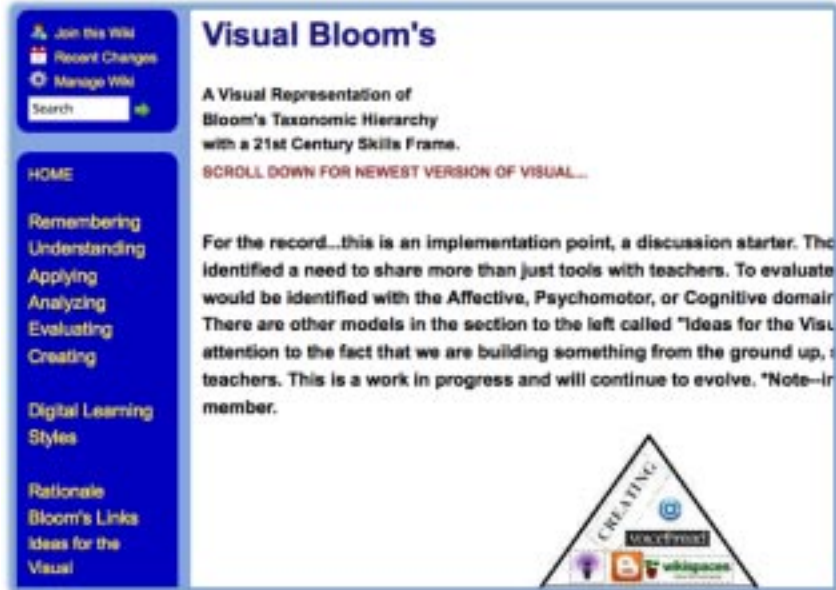 Join this Wiki
Recent Changes
Manage Wiki
Search
HOME
Remembering
Understanding
Applying
Analyzing
Evaluating
Creating
Digital Learning
Styles
Rationale
Bloom's Links
Ideas for the
Visual
Visual Bloom's
A Visual Representation of
Bloom's Taxonomic Hierarchy
with a 21st Century Skills Frame.
SCROLL DOWN FOR NEWEST VERSION OF VISUAL...
For the record...this is an implementation point, a discussion starter.
identified a need to share more than just tools with teachers. To evaluate
would be identified with the Affective, Psychomotor, or Cognitive
There are other models in the section to the left called "Ideas for the
attention to the fact that we are building something from the ground up,
teachers. This is a work in progress and will continue to evolve. *Note--
member.
CREATING
voicethread
wikispaces